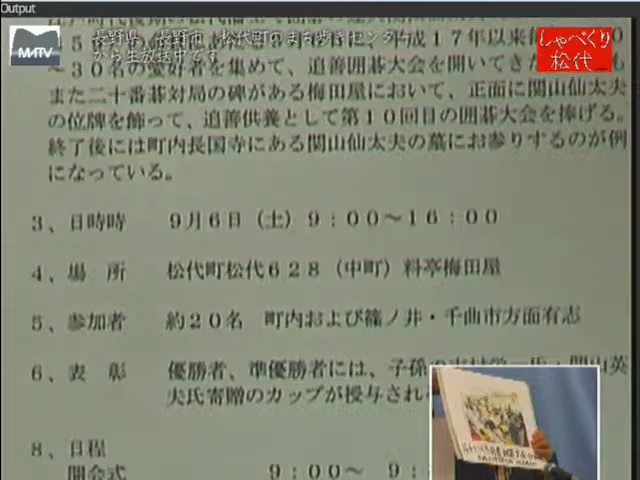 Output
MATV
長野県 長野市 松代町のまち歩きセンター
から生放送中です
しゃべくり
松代
～３０名の愛好者を集めて、追善囲碁大会を開いてき
また二十番碁対局の碑がある梅田屋において、正面に関山仙太夫
の位牌を飾って、追善供養として第１０回目の囲碁大会を捧げる。
終了後には町内長国寺にある関山仙太夫の墓にお参りするのが例
になっている。
３、日時時　９月６日（土）９：００～１６：００
４、場　所　松代町松代６２８（中町）料亭梅田屋
５、参加者　約２０名　町内および篠ノ井・千曲市方面有志
６、表　彰　優勝者、準優勝者には、子孫の
関山英
夫氏寄贈のカップが授与され
８、日程
開会式　９：００～　９：